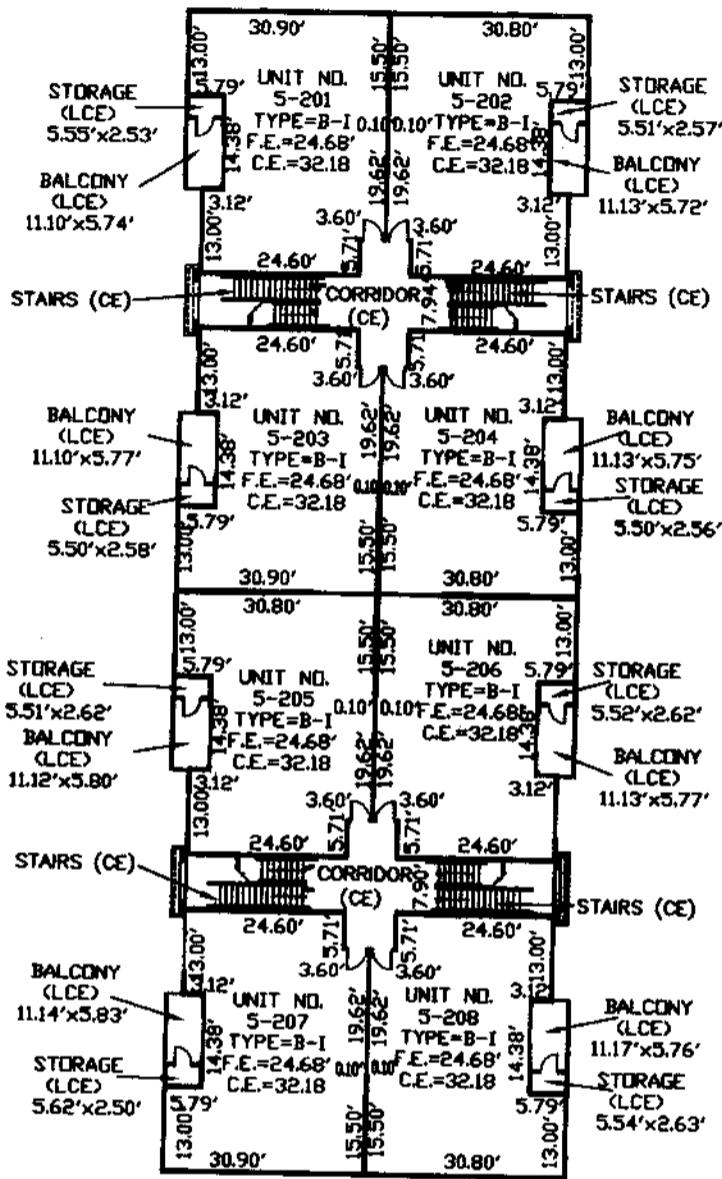 30.90'
30.80'
13.00'
15.50'
15.50'
13.00'
STORAGE
(LCE)
5.55'x2.53'
5.79'
UNIT NO.
5-201
TYPE=B-I
F.E.=24.68'
C.E.=32.18
0.10'
0.10'
UNIT NO.
5-202
TYPE=B-I
F.E.=24.68'
C.E.=32.18
5.79'
STORAGE
(LCE)
5.51'x2.57'
14.38'
14.38'
BALCONY
(LCE)
11.10'x5.74'
BALCONY
(LCE)
11.13'x5.72'
3.12'
19.62'
19.62'
3.12'
13.00'
3.60'
3.60'
13.00'
24.60'
5.71'
5.71'
24.60'
STAIRS (CE)
CORRIDOR
(CE)
7.94'
STAIRS (CE)
24.60'
5.71'
5.71'
24.60'
13.00'
3.60'
3.60'
13.00'
3.12'
19.62'
19.62'
3.12'
BALCONY
(LCE)
11.10'x5.77'
UNIT NO.
5-203
TYPE=B-I
F.E.=24.68'
C.E.=32.18
0.10'
0.10'
UNIT NO.
5-204
TYPE=B-I
F.E.=24.68'
C.E.=32.18
BALCONY
(LCE)
11.13'x5.75'
14.38'
14.38'
STORAGE
(LCE)
5.50'x2.58'
STORAGE
(LCE)
5.50'x2.56'
5.79'
5.79'
13.00'
15.50'
15.50'
13.00'
30.90'
30.80'
30.80'
30.80'
13.00'
15.50'
15.50'
13.00'
STORAGE
(LCE)
5.51'x2.62'
5.79'
UNIT NO.
5-205
TYPE=B-I
F.E.=24.68'
C.E.=32.18
0.10'
0.10'
UNIT NO.
5-206
TYPE=B-I
F.E.=24.68'
C.E.=32.18
5.79'
STORAGE
(LCE)
5.52'x2.62'
14.38'
14.38'
BALCONY
(LCE)
11.12'x5.80'
BALCONY
(LCE)
11.13'x5.77'
3.12'
19.62'
19.62'
3.12'
13.00'
3.60'
3.60'
13.00'
24.60'
5.71'
5.71'
24.60'
STAIRS (CE)
CORRIDOR
(CE)
7.90'
STAIRS (CE)
24.60'
5.71'
5.71'
24.60'
13.00'
3.60'
3.60'
13.00'
3.12'
19.62'
19.62'
3.12'
BALCONY
(LCE)
11.14'x5.83'
UNIT NO.
5-207
TYPE=B-I
F.E.=24.68'
C.E.=32.18
0.10'
0.10'
UNIT NO.
5-208
TYPE=B-I
F.E.=24.68'
C.E.=32.18
BALCONY
(LCE)
11.17'x5.76'
14.38'
14.38'
STORAGE
(LCE)
5.62'x2.50'
STORAGE
(LCE)
5.54'x2.63'
5.79'
5.79'
13.00'
15.50'
15.50'
13.00'
30.90'
30.80'